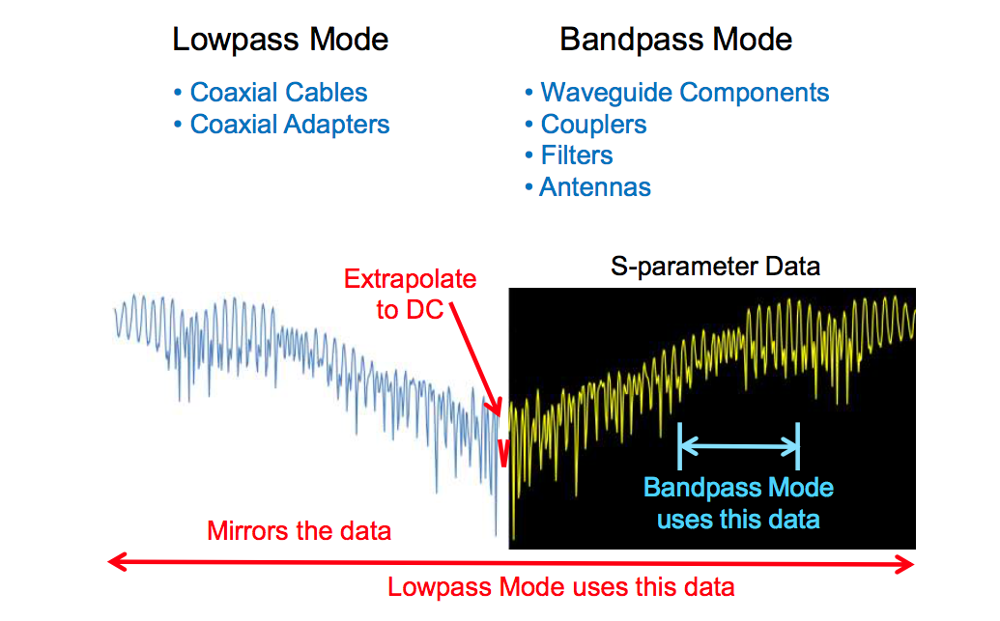 Lowpass Mode
• Coaxial Cables
• Coaxial Adapters
Bandpass Mode
• Waveguide Components
• Couplers
• Filters
• Antennas
Extrapolate
to DC
S-parameter Data
Bandpass Mode
uses this data
Mirrors the data
Lowpass Mode uses this data